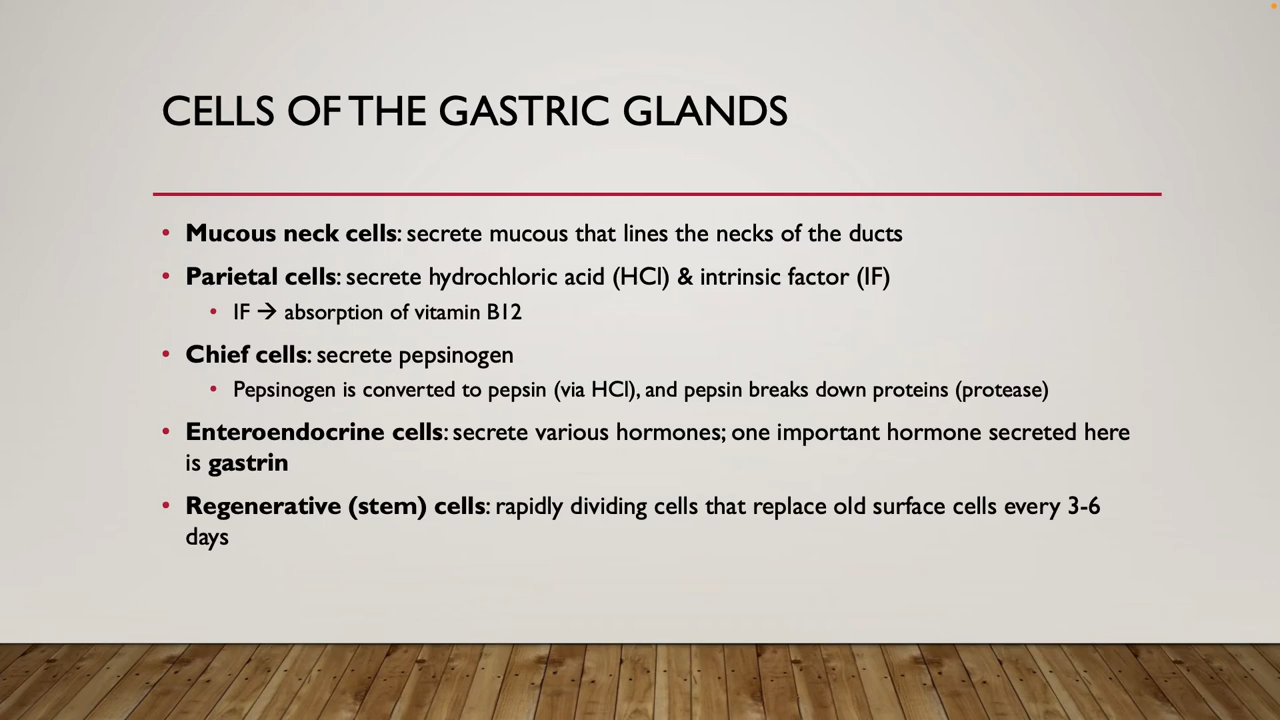 CELLS OF THE GASTRIC GLANDS
• Mucous neck cells: secrete mucous that lines the necks of the ducts
• Parietal cells: secrete hydrochloric acid (HCl) & intrinsic factor (IF)
• IF → absorption of vitamin B12
• Chief cells: secrete pepsinogen
• Pepsinogen is converted to pepsin (via HCl), and pepsin breaks down proteins (protease)
• Enteroendocrine cells: secrete various hormones; one important hormone secreted here
is gastrin
• Regenerative (stem) cells: rapidly dividing cells that replace old surface cells every 3-6
days